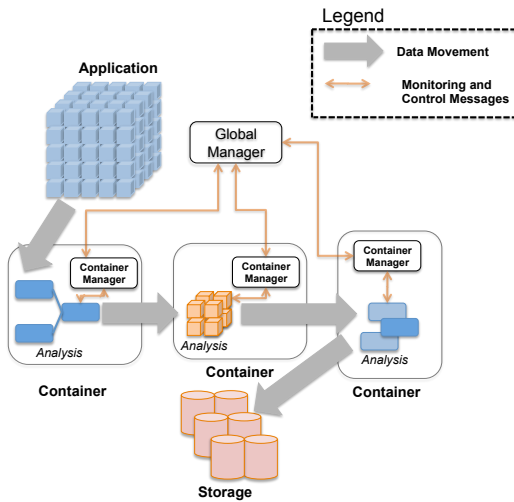 Legend
Data Movement
Monitoring and
Control Messages
Application
Global
Manager
Container
Manager
Analysis
Container
Container
Manager
Analysis
Container
Container
Manager
Analysis
Container
Storage